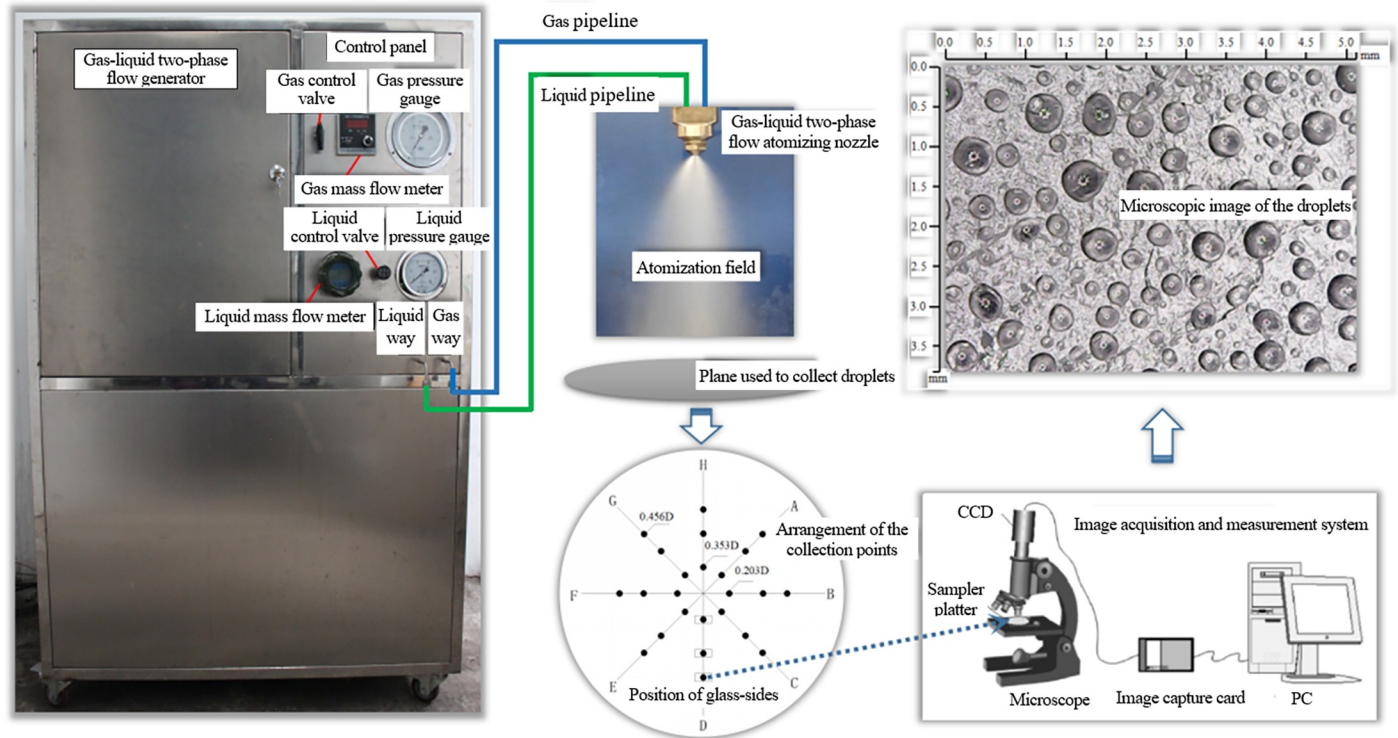 Gas-liquid two-phase
flow generator
Control panel
Gas control
valve
Gas pressure
gauge
Gas mass flow meter
Liquid
control valve
Liquid
pressure gauge
Liquid mass flow meter
Liquid
way
Gas
way
Gas pipeline
Liquid pipeline
Gas-liquid two-phase
flow atomizing nozzle
Atomization field
Plane used to collect droplets
H
G
A
0.456D
Arrangement of the
collection points
0.353D
0.203D
F
B
E
C
Position of glass-sides
D
0.0 0.5 1.0 1.5 2.0 2.5 3.0 3.5 4.0 4.5 5.0
mm
0.0
0.5
1.0
1.5
2.0
2.5
3.0
3.5
mm
Microscopic image of the droplets
CCD
Image acquisition and measurement system
Sampler
platter
Microscope
Image capture card
PC